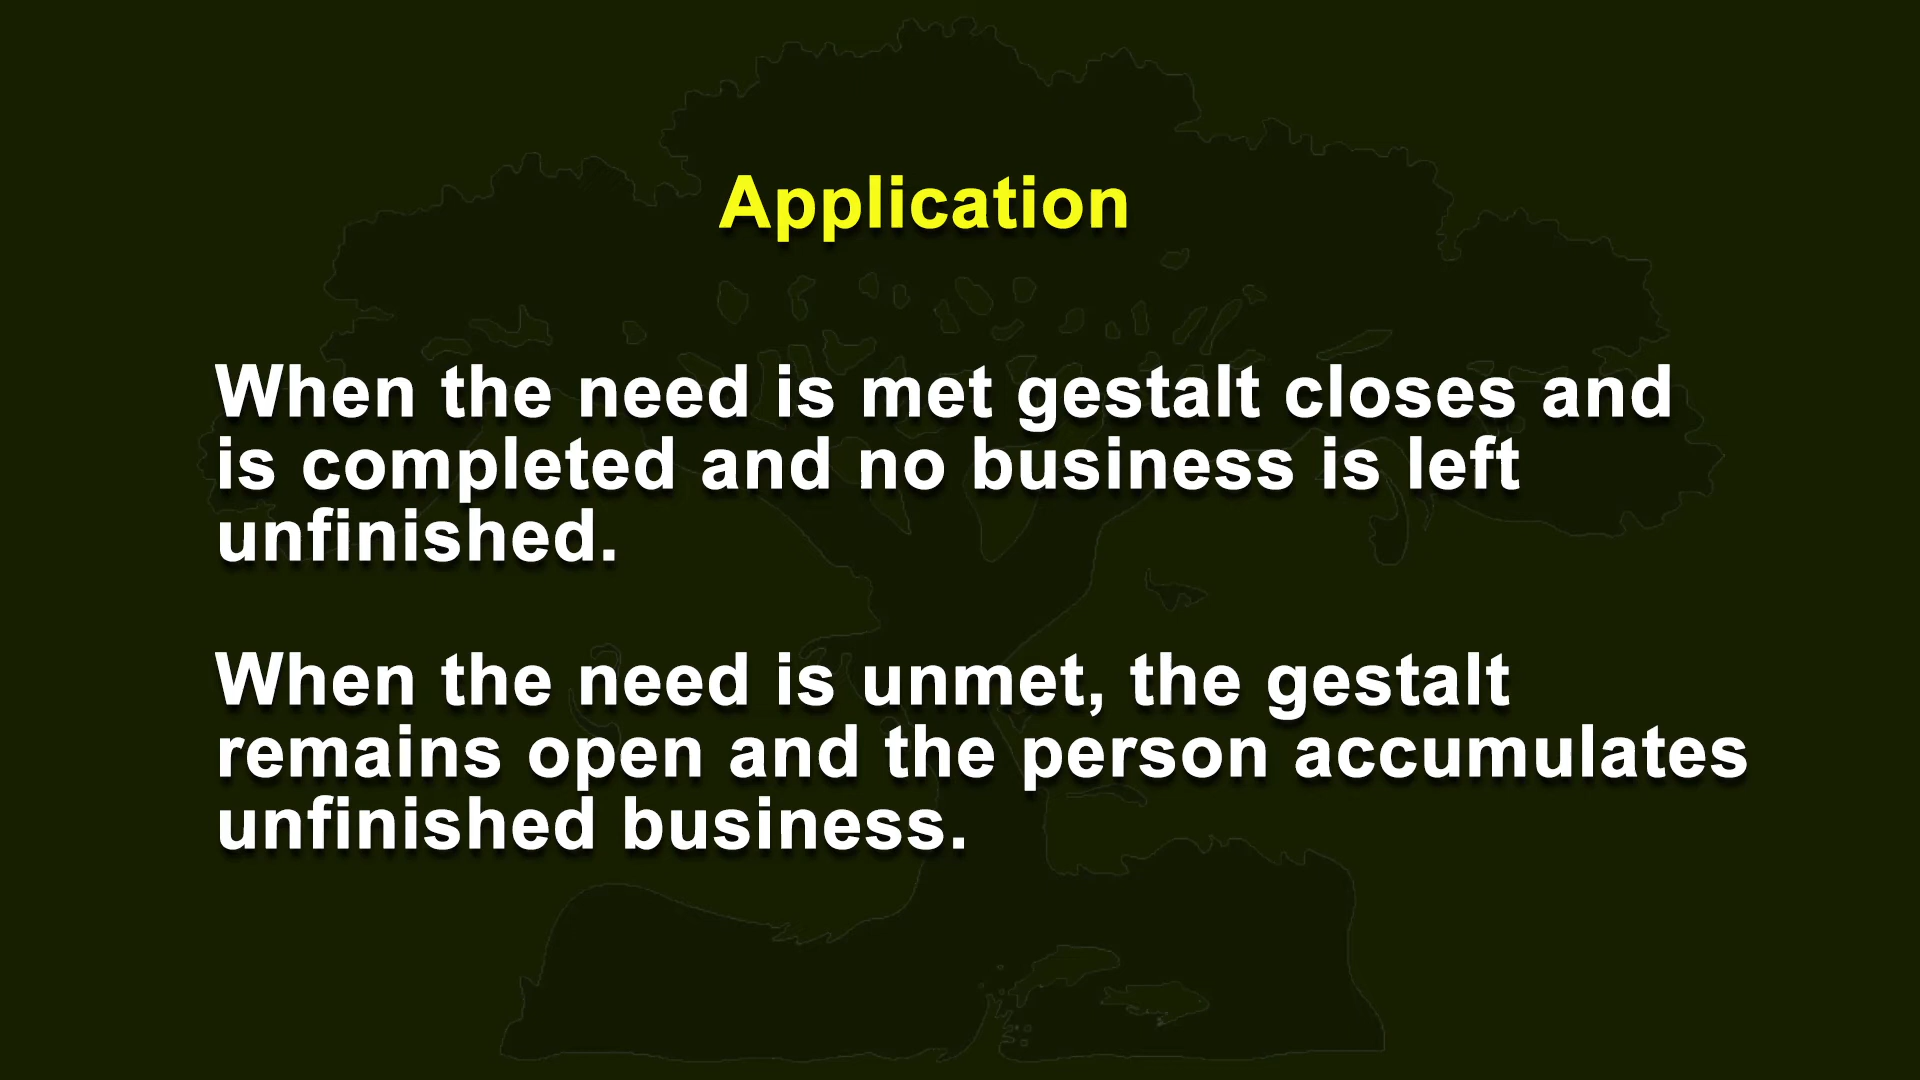 Application
When the need is met gestalt closes and
is completed and no business is left
unfinished.
When the need is unmet, the gestalt
remains open and the person accumulates
unfinished business.